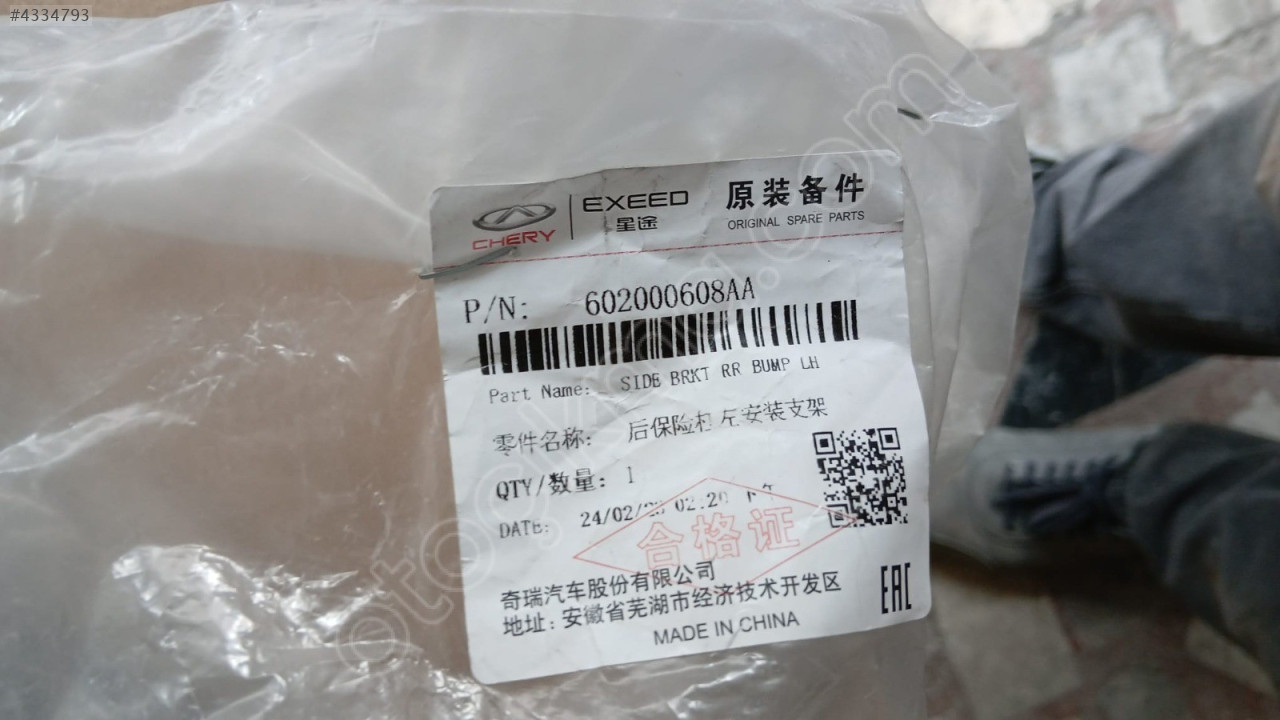 #4334793
CHERY
EXEED
星途
原装备件
ORIGINAL SPARE PARTS
P/N: 602000608AA
Part Name: SIDE BRKT RR BUMP LH
零件名称: 后保险杠左安装支架
QTY/数量: 1
DATE: 24/02/
合格证
奇瑞汽车股份有限公司
地址:安徽省芜湖市经济技术开发区
MADE IN CHINA
EAC